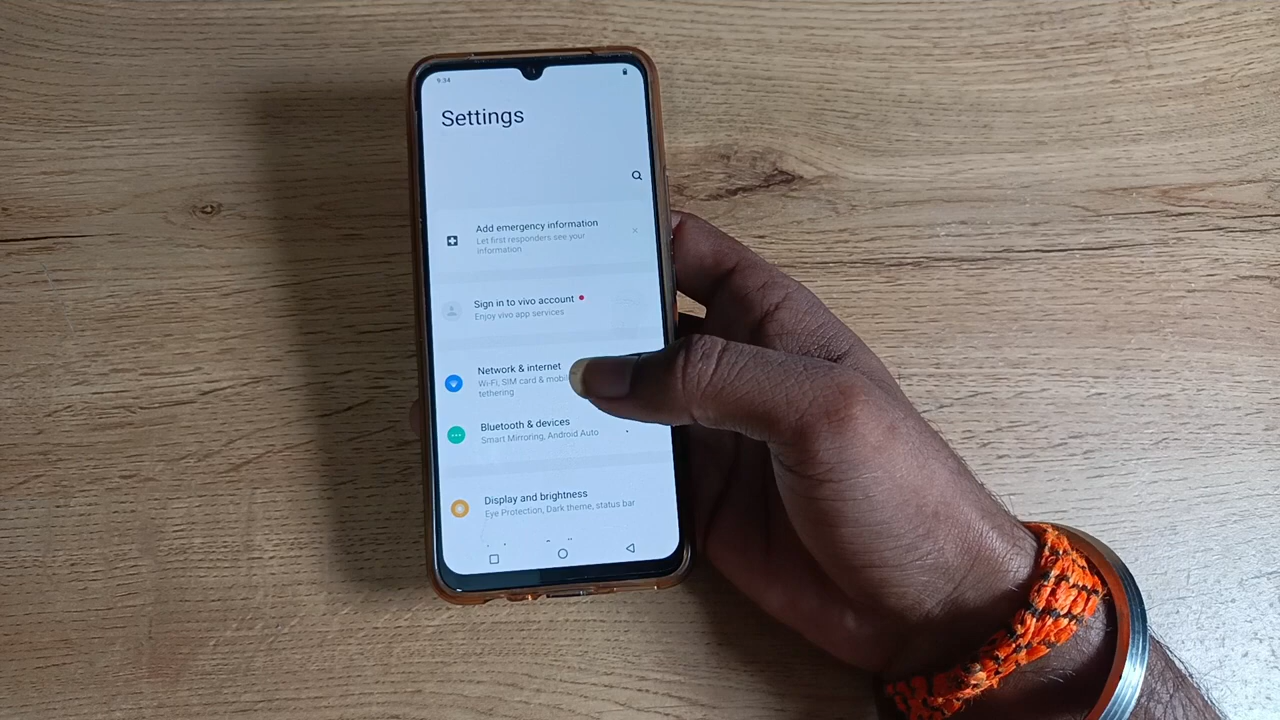 9:34
Settings
Add emergency information
Let first responders see your
information
Sign in to vivo account
Enjoy vivo app services
Network & internet
Wi-Fi, SIM card & mobi
tethering
Bluetooth & devices
Smart Mirroring, Android Auto
Display and brightness
Eye Protection, Dark theme, status bar